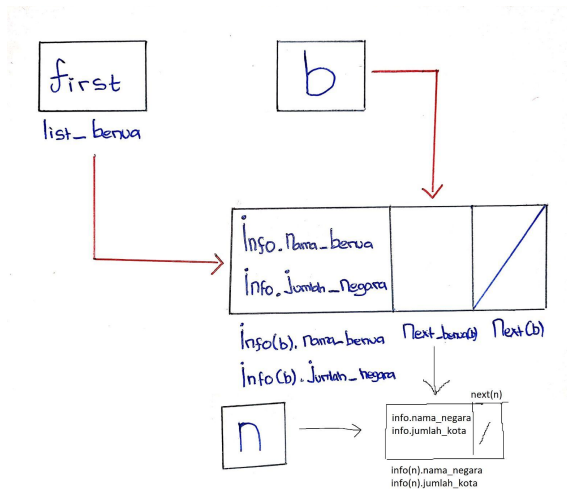 first
b
list_benua
Info.Nama_benua
Info.Jumlah_Negara
Info(b).nama_benua
Next_benua(b)
Next(b)
Info(b).Jumlah_negara
next(n)
n
info.nama_negara
info.jumlah_kota
info(n).nama_negara
info(n).jumlah_kota